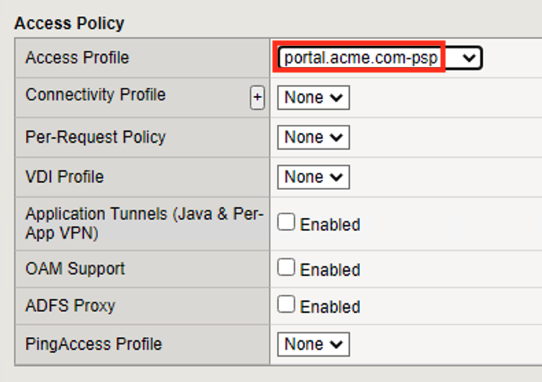 Access Policy
Access Profile portal.acme.com-psp
Connectivity Profile + None
Per-Request Policy None
VDI Profile None
Application Tunnels (Java & Per-
App VPN) Enabled
OAM Support Enabled
ADFS Proxy Enabled
PingAccess Profile None